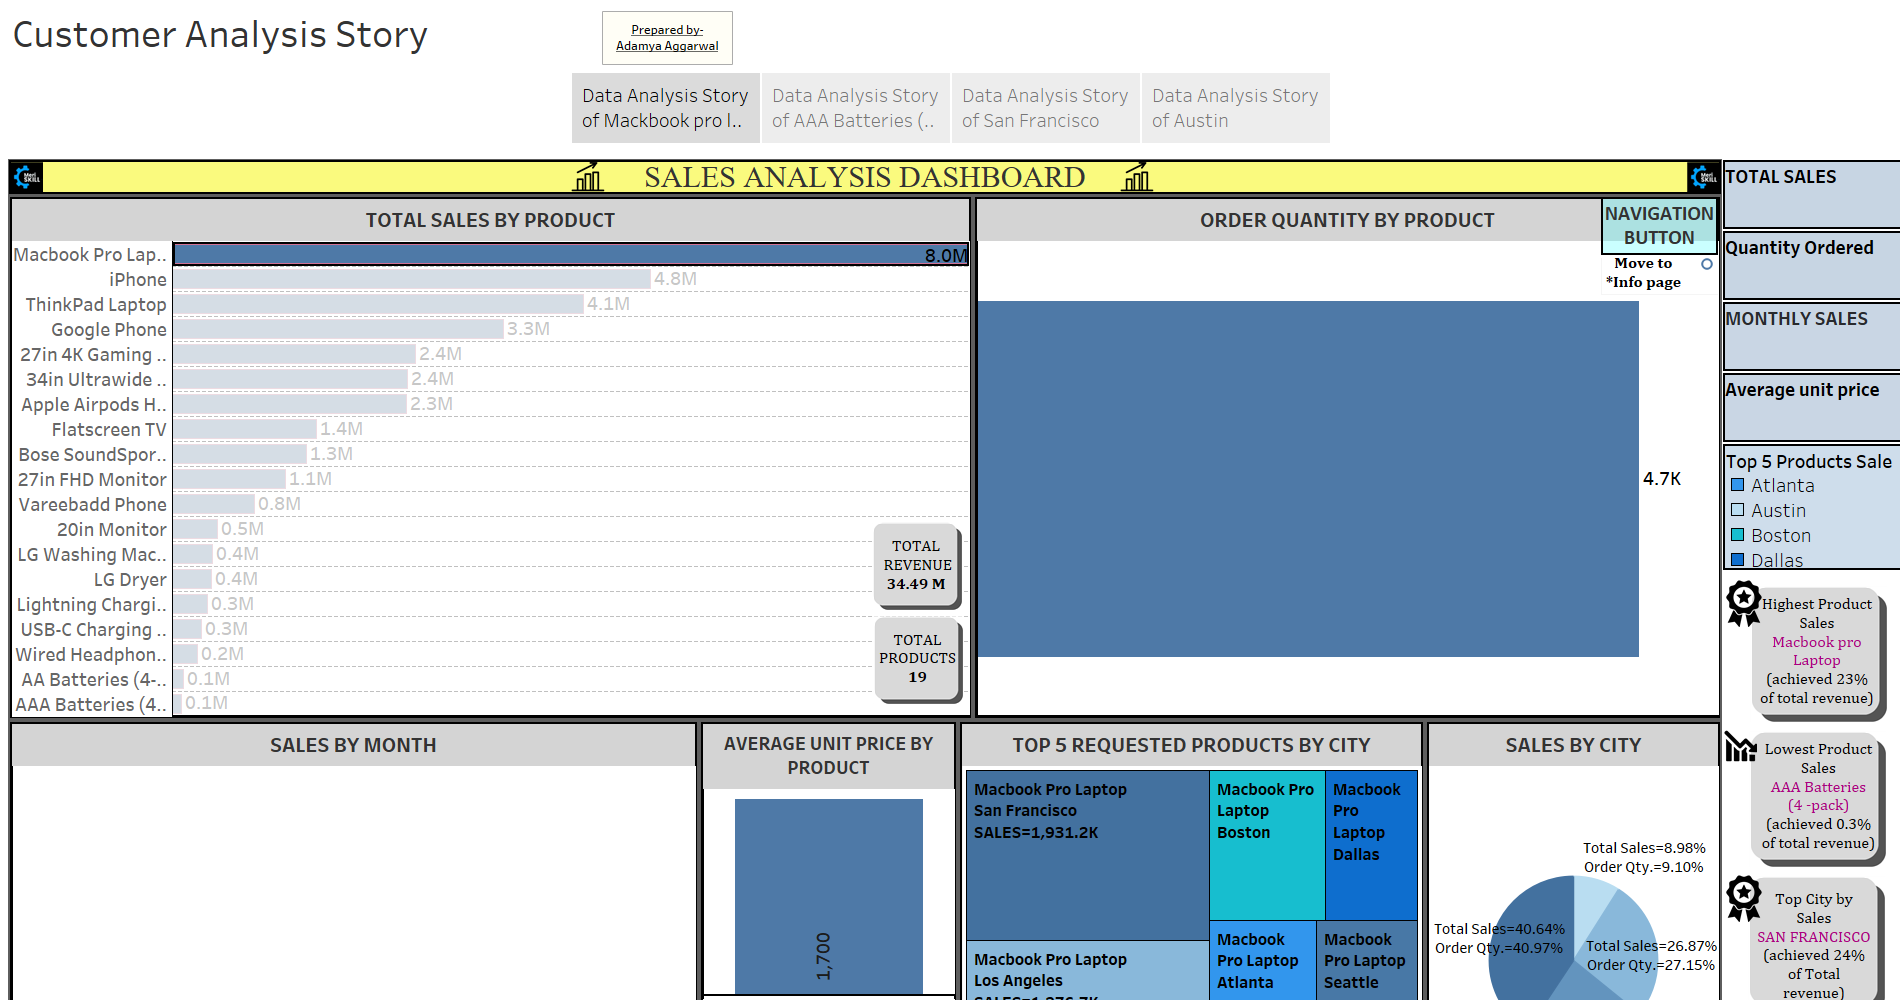 Customer Analysis Story
Prepared by-
Adamya Aggarwal
Data Analysis Story
of Mackbook pro l..
Data Analysis Story
of AAA Batteries (..
Data Analysis Story
of San Francisco
Data Analysis Story
of Austin
Meri
SKILL
SALES ANALYSIS DASHBOARD
Meri
SKILL
TOTAL SALES BY PRODUCT
Macbook Pro Lap.. 8.0M
iPhone 4.8M
ThinkPad Laptop 4.1M
Google Phone 3.3M
27in 4K Gaming .. 2.4M
34in Ultrawide .. 2.4M
Apple Airpods H.. 2.3M
Flatscreen TV 1.4M
Bose SoundSpor.. 1.3M
27in FHD Monitor 1.1M
Vareebadd Phone 0.8M
20in Monitor 0.5M
LG Washing Mac.. 0.4M
LG Dryer 0.4M
Lightning Chargi.. 0.3M
USB-C Charging .. 0.3M
Wired Headphon.. 0.2M
AA Batteries (4-.. 0.1M
AAA Batteries (4.. 0.1M
TOTAL
REVENUE
34.49 M
TOTAL
PRODUCTS
19
ORDER QUANTITY BY PRODUCT
NAVIGATION
BUTTON
Move to
*Info page
4.7K
TOTAL SALES
Quantity Ordered
MONTHLY SALES
Average unit price
Top 5 Products Sale
Atlanta
Austin
Boston
Dallas
Highest Product
Sales
Macbook pro
Laptop
(achieved 23%
of total revenue)
Lowest Product
Sales
AAA Batteries
(4 -pack)
(achieved 0.3%
of total revenue)
Top City by
Sales
SAN FRANCISCO
(achieved 24%
of Total
revenue)
SALES BY MONTH
AVERAGE UNIT PRICE BY
PRODUCT
1,700
TOP 5 REQUESTED PRODUCTS BY CITY
Macbook Pro Laptop
San Francisco
SALES=1,931.2K
Macbook Pro
Laptop
Boston
Macbook
Pro
Laptop
Dallas
Macbook Pro Laptop
Los Angeles
SALES=1,276.7K
Macbook
Pro Laptop
Atlanta
Macbook
Pro Laptop
Seattle
SALES BY CITY
Total Sales=8.98%
Order Qty.=9.10%
Total Sales=40.64%
Order Qty.=40.97%
Total Sales=26.87%
Order Qty.=27.15%